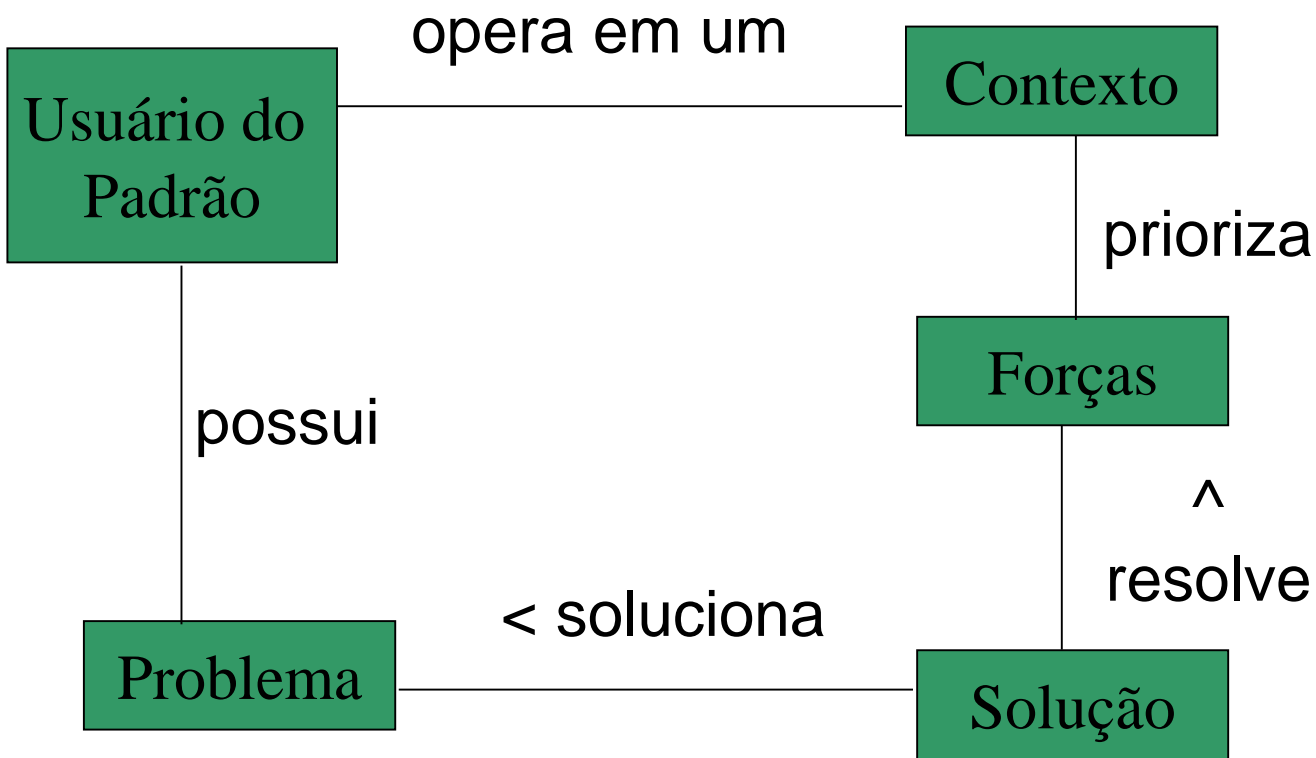 opera em um
Contexto
Usuário do
Padrão
prioriza
Forças
possui
^
resolve
< soluciona
Problema
Solução